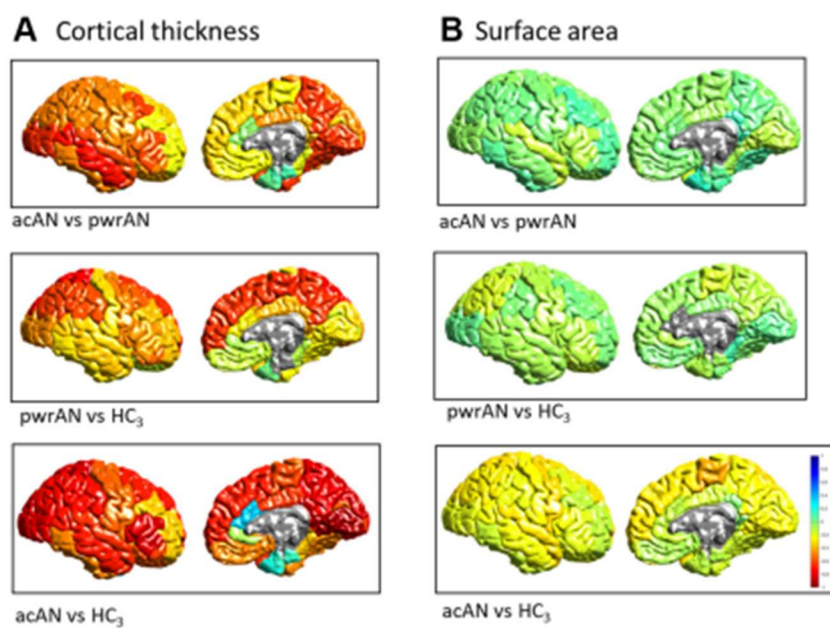 A Cortical thickness
B Surface area
acAN vs pwrAN
acAN vs pwrAN
pwrAN vs HC₃
pwrAN vs HC₃
acAN vs HC₃
acAN vs HC₃